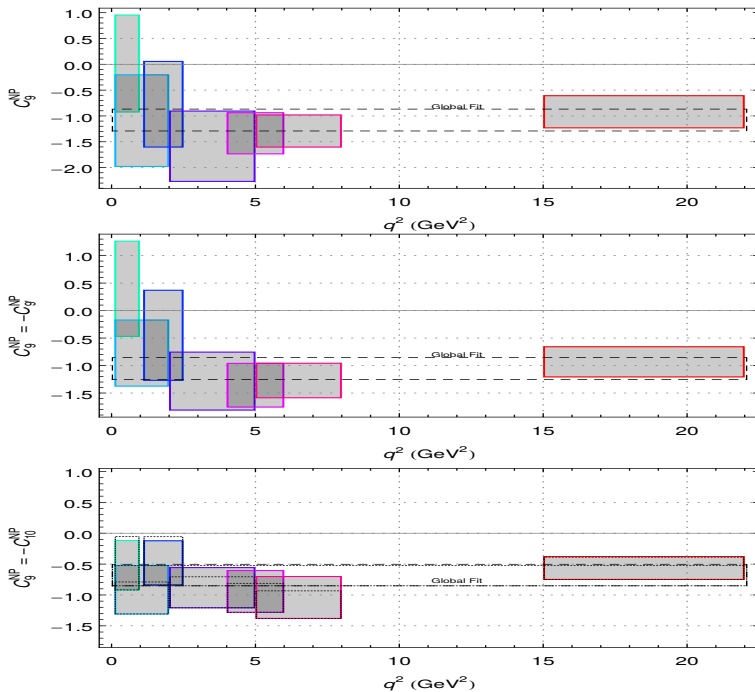 1.0
0.5
0.0
−0.5
−1.0
−1.5
−2.0
C₉ᴺᴾ
Global Fit
0 5 10 15 20
q² (GeV²)
1.0
0.5
0.0
−0.5
−1.0
−1.5
C₉ᴺᴾ = −C₉′ᴺᴾ
Global Fit
0 5 10 15 20
q² (GeV²)
1.0
0.5
0.0
−0.5
−1.0
−1.5
C₉ᴺᴾ = −C₁₀ᴺᴾ
Global Fit
0 5 10 15 20
q² (GeV²)